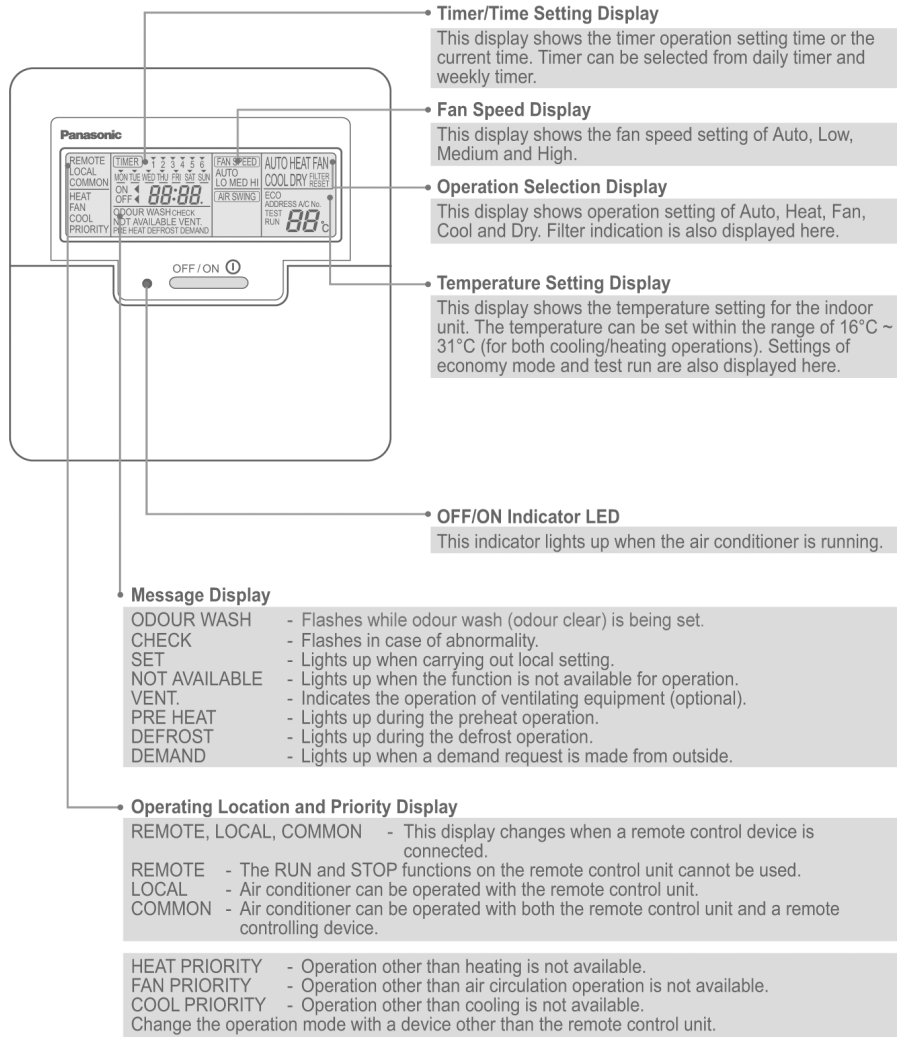 Timer/Time Setting Display
This display shows the timer operation setting time or the
current time. Timer can be selected from daily timer and
weekly timer.
Fan Speed Display
This display shows the fan speed setting of Auto, Low,
Medium and High.
Operation Selection Display
This display shows operation setting of Auto, Heat, Fan,
Cool and Dry. Filter indication is also displayed here.
Temperature Setting Display
This display shows the temperature setting for the indoor
unit. The temperature can be set within the range of 16°C ~
31°C (for both cooling/heating operations). Settings of
economy mode and test run are also displayed here.
Panasonic
REMOTE
LOCAL
COMMON
HEAT
FAN
COOL
PRIORITY
TIMER 1 2 3 4 5 6
MON TUE WED THU FRI SAT SUN
ON
OFF 88:88.
ODOUR WASH CHECK
NOT AVAILABLE VENT.
PRE HEAT DEFROST DEMAND
FAN SPEED
AUTO
LO MED HI
AIR SWING
AUTO HEAT FAN
COOL DRY FILTER RESET
ECO
ADDRESS A/C No.
TEST
RUN 88°C
OFF / ON
OFF/ON Indicator LED
This indicator lights up when the air conditioner is running.
Message Display
ODOUR WASH - Flashes while odour wash (odour clear) is being set.
CHECK - Flashes in case of abnormality.
SET - Lights up when carrying out local setting.
NOT AVAILABLE - Lights up when the function is not available for operation.
VENT. - Indicates the operation of ventilating equipment (optional).
PRE HEAT - Lights up during the preheat operation.
DEFROST - Lights up during the defrost operation.
DEMAND - Lights up when a demand request is made from outside.
Operating Location and Priority Display
REMOTE, LOCAL, COMMON - This display changes when a remote control device is
connected.
REMOTE - The RUN and STOP functions on the remote control unit cannot be used.
LOCAL - Air conditioner can be operated with the remote control unit.
COMMON - Air conditioner can be operated with both the remote control unit and a remote
controlling device.
HEAT PRIORITY - Operation other than heating is not available.
FAN PRIORITY - Operation other than air circulation operation is not available.
COOL PRIORITY - Operation other than cooling is not available.
Change the operation mode with a device other than the remote control unit.